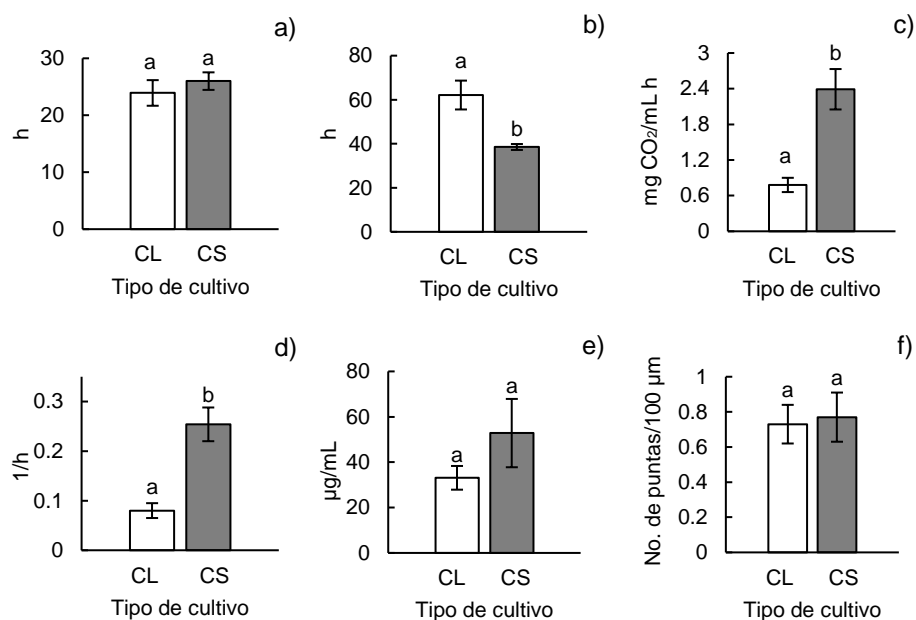 a)
h
30
20
10
0
a a
CL CS
Tipo de cultivo
b)
h
80
60
40
20
0
a
b
CL CS
Tipo de cultivo
c)
mg CO₂/mL h
3
2.4
1.8
1.2
0.6
0
a
b
CL CS
Tipo de cultivo
d)
1/h
0.3
0.2
0.1
0
a
b
CL CS
Tipo de cultivo
e)
µg/mL
80
60
40
20
0
a
a
CL CS
Tipo de cultivo
f)
No. de puntas/100 µm
1
0.8
0.6
0.4
0.2
0
a a
CL CS
Tipo de cultivo